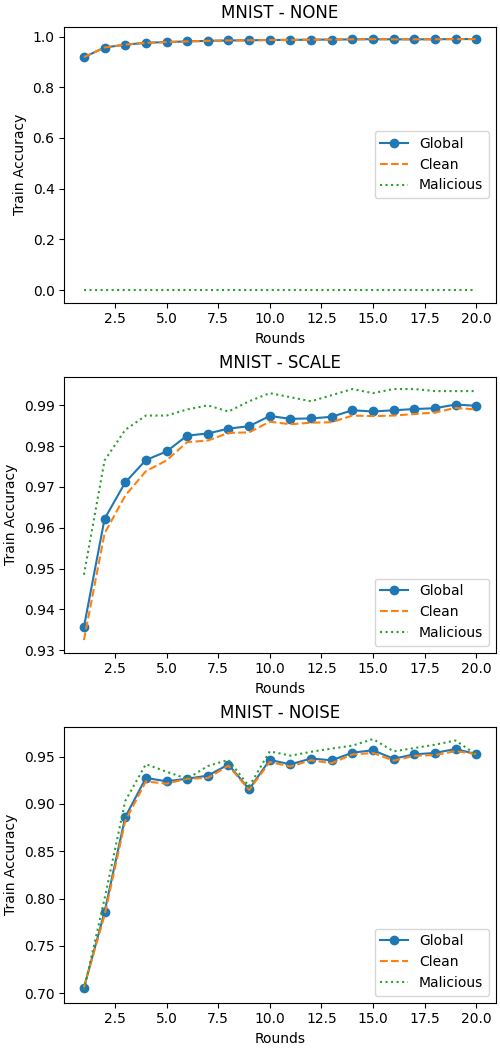 MNIST - NONE
1.0
0.8
0.6
0.4
0.2
0.0
Train Accuracy
Global
Clean
Malicious
2.5 5.0 7.5 10.0 12.5 15.0 17.5 20.0
Rounds
MNIST - SCALE
0.99
0.98
0.97
0.96
0.95
0.94
0.93
Train Accuracy
Global
Clean
Malicious
2.5 5.0 7.5 10.0 12.5 15.0 17.5 20.0
Rounds
MNIST - NOISE
0.95
0.90
0.85
0.80
0.75
0.70
Train Accuracy
Global
Clean
Malicious
2.5 5.0 7.5 10.0 12.5 15.0 17.5 20.0
Rounds